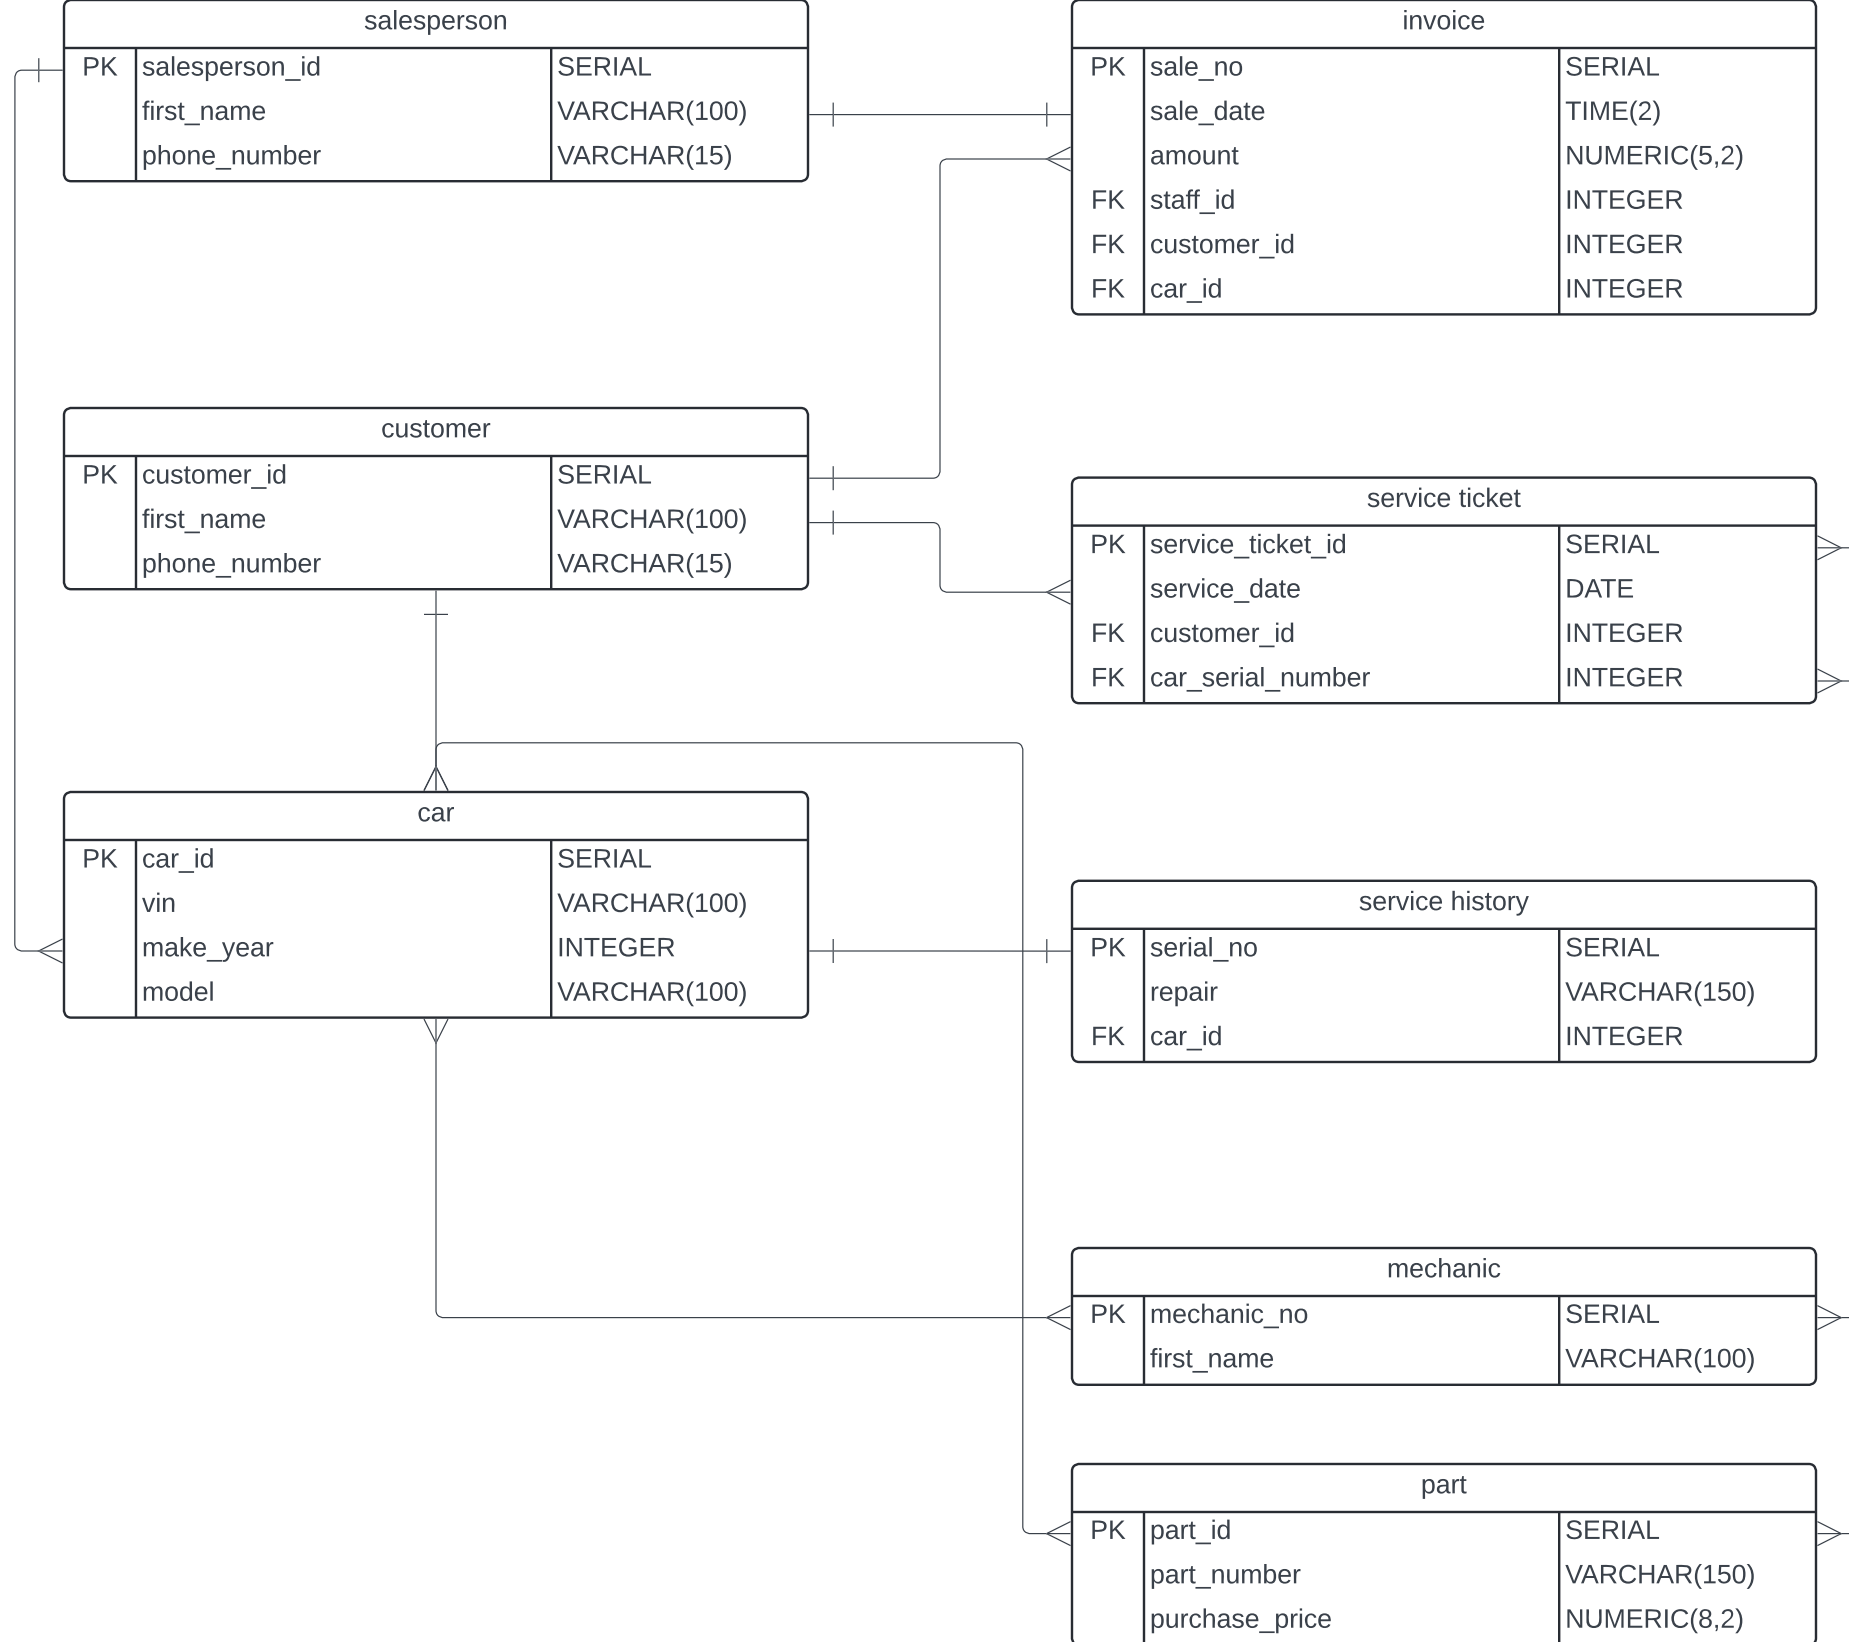 salesperson
PK salesperson_id SERIAL
first_name VARCHAR(100)
phone_number VARCHAR(15)
invoice
PK sale_no SERIAL
sale_date TIME(2)
amount NUMERIC(5,2)
FK staff_id INTEGER
FK customer_id INTEGER
FK car_id INTEGER
customer
PK customer_id SERIAL
first_name VARCHAR(100)
phone_number VARCHAR(15)
service ticket
PK service_ticket_id SERIAL
service_date DATE
FK customer_id INTEGER
FK car_serial_number INTEGER
car
PK car_id SERIAL
vin VARCHAR(100)
make_year INTEGER
model VARCHAR(100)
service history
PK serial_no SERIAL
repair VARCHAR(150)
FK car_id INTEGER
mechanic
PK mechanic_no SERIAL
first_name VARCHAR(100)
part
PK part_id SERIAL
part_number VARCHAR(150)
purchase_price NUMERIC(8,2)